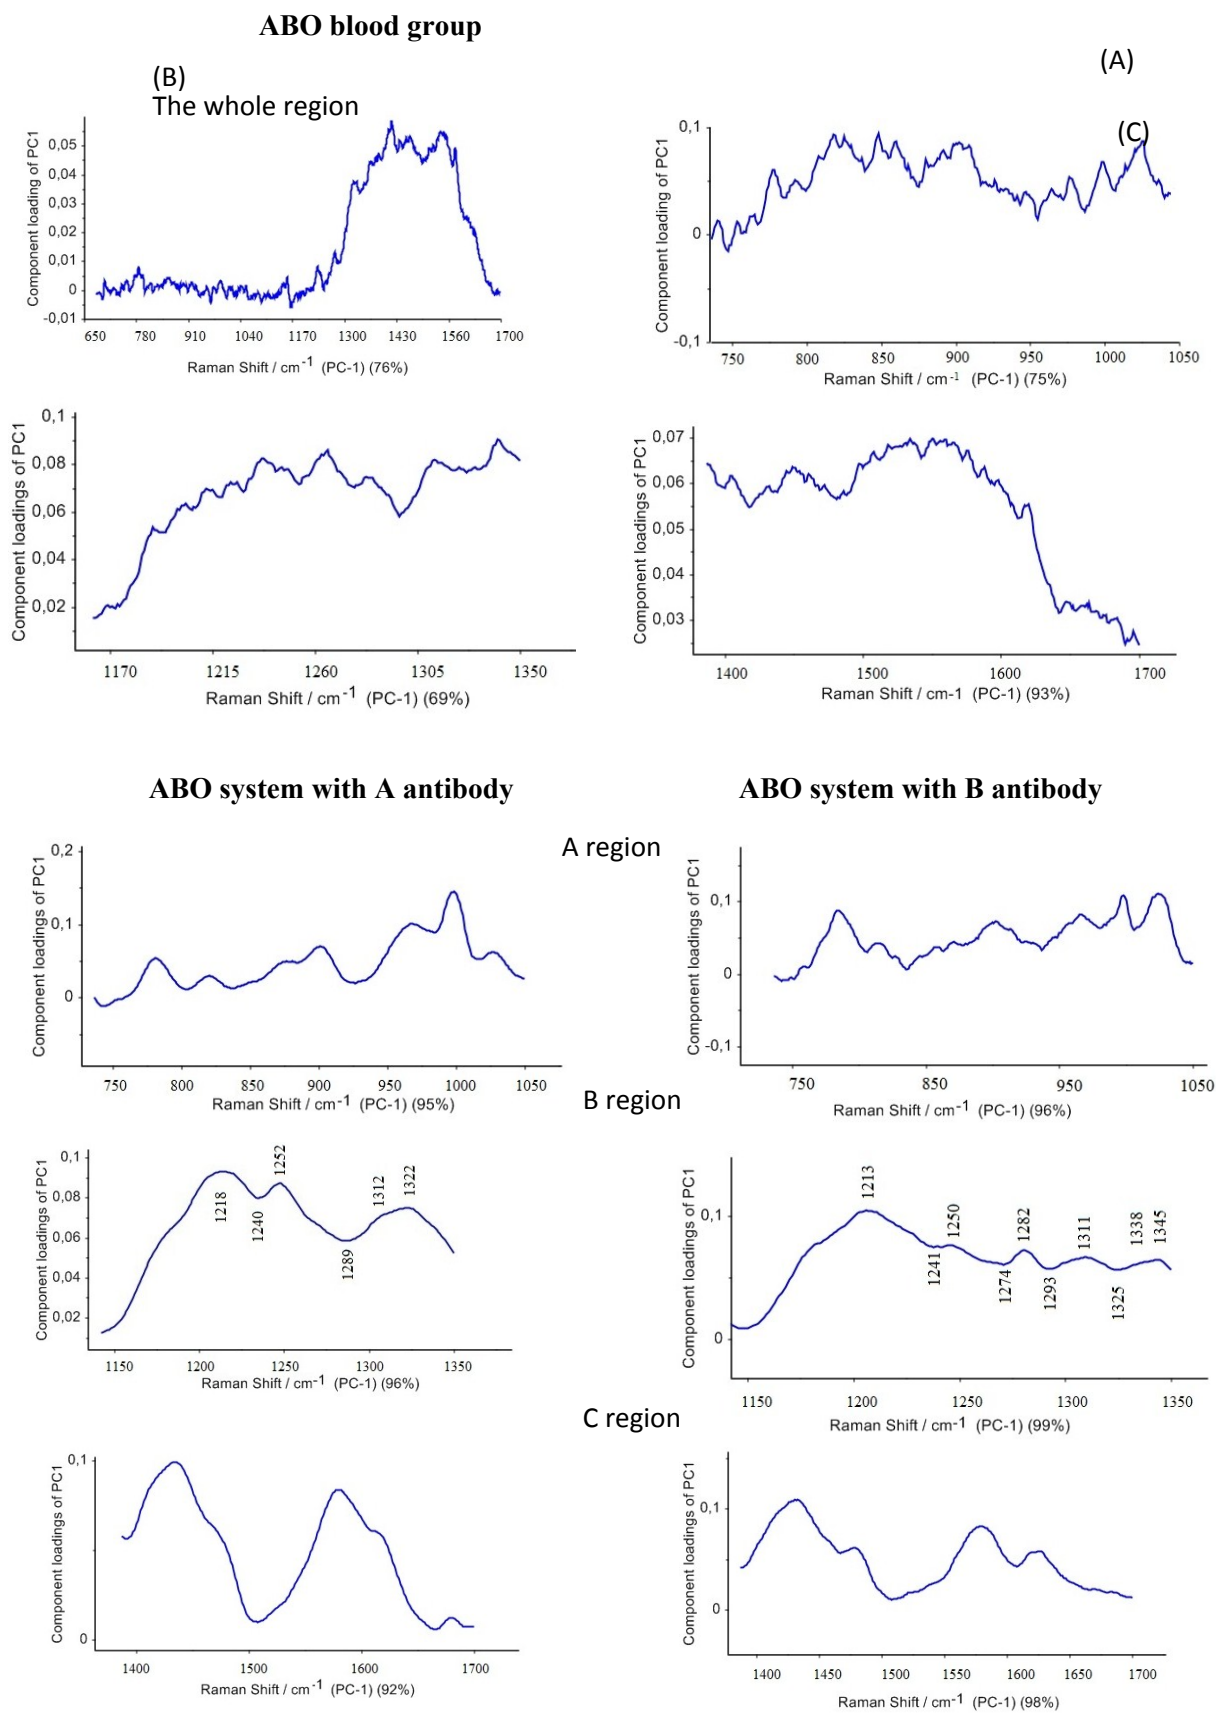 ABO blood group
(B)
The whole region
(A)
(C)
Component loading of PC1
0,05
0,04
0,03
0,02
0,01
0
-0,01
650 780 910 1040 1170 1300 1430 1560 1700
Raman Shift / cm-1 (PC-1) (76%)
Component loading of PC1
0,1
0
-0,1
750 800 850 900 950 1000 1050
Raman Shift / cm-1 (PC-1) (75%)
Component loadings of PC1
0,1
0,08
0,06
0,04
0,02
1170 1215 1260 1305 1350
Raman Shift / cm-1 (PC-1) (69%)
Component loadings of PC1
0,07
0,06
0,05
0,04
0,03
1400 1500 1600 1700
Raman Shift / cm-1 (PC-1) (93%)
ABO system with A antibody
ABO system with B antibody
A region
Component loadings of PC1
0,2
0,1
0
750 800 850 900 950 1000 1050
Raman Shift / cm-1 (PC-1) (95%)
Component loadings of PC1
0,1
0
-0,1
750 850 950 1050
Raman Shift / cm-1 (PC-1) (96%)
B region
Component loadings of PC1
0,1
0,08
0,06
0,04
0,02
1218
1240
1252
1289
1312
1322
1150 1200 1250 1300 1350
Raman Shift / cm-1 (PC-1) (96%)
Component loadings of PC1
0,1
0
1213
1241
1250
1274
1282
1293
1311
1325
1338
1345
1150 1200 1250 1300 1350
Raman Shift / cm-1 (PC-1) (99%)
C region
Component loadings of PC1
0,1
0
1400 1500 1600 1700
Raman Shift / cm-1 (PC-1) (92%)
Component loadings of PC1
0,1
0
1400 1450 1500 1550 1600 1650 1700
Raman Shift / cm-1 (PC-1) (98%)